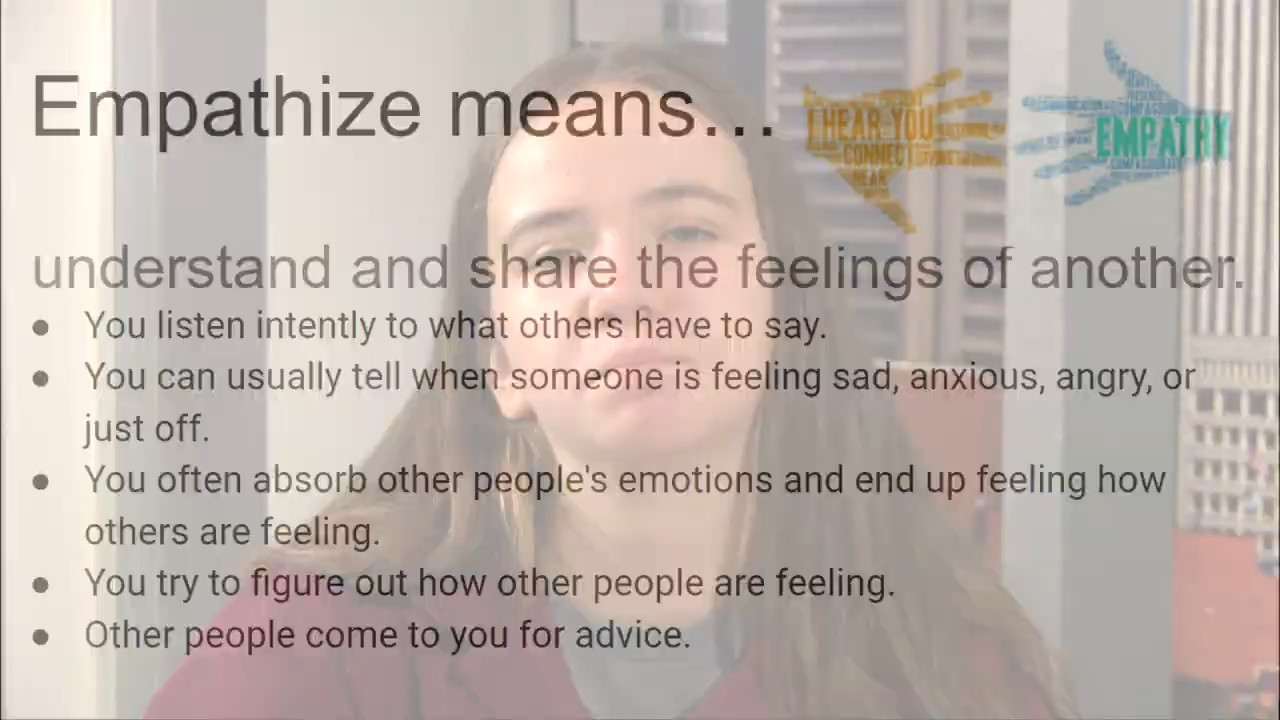 Empathize means...
I HEAR YOU
CONNECT
HEAR
EMPATHY
understand and share the feelings of another.
● You listen intently to what others have to say.
● You can usually tell when someone is feeling sad, anxious, angry, or
just off.
● You often absorb other people's emotions and end up feeling how
others are feeling.
● You try to figure out how other people are feeling.
● Other people come to you for advice.